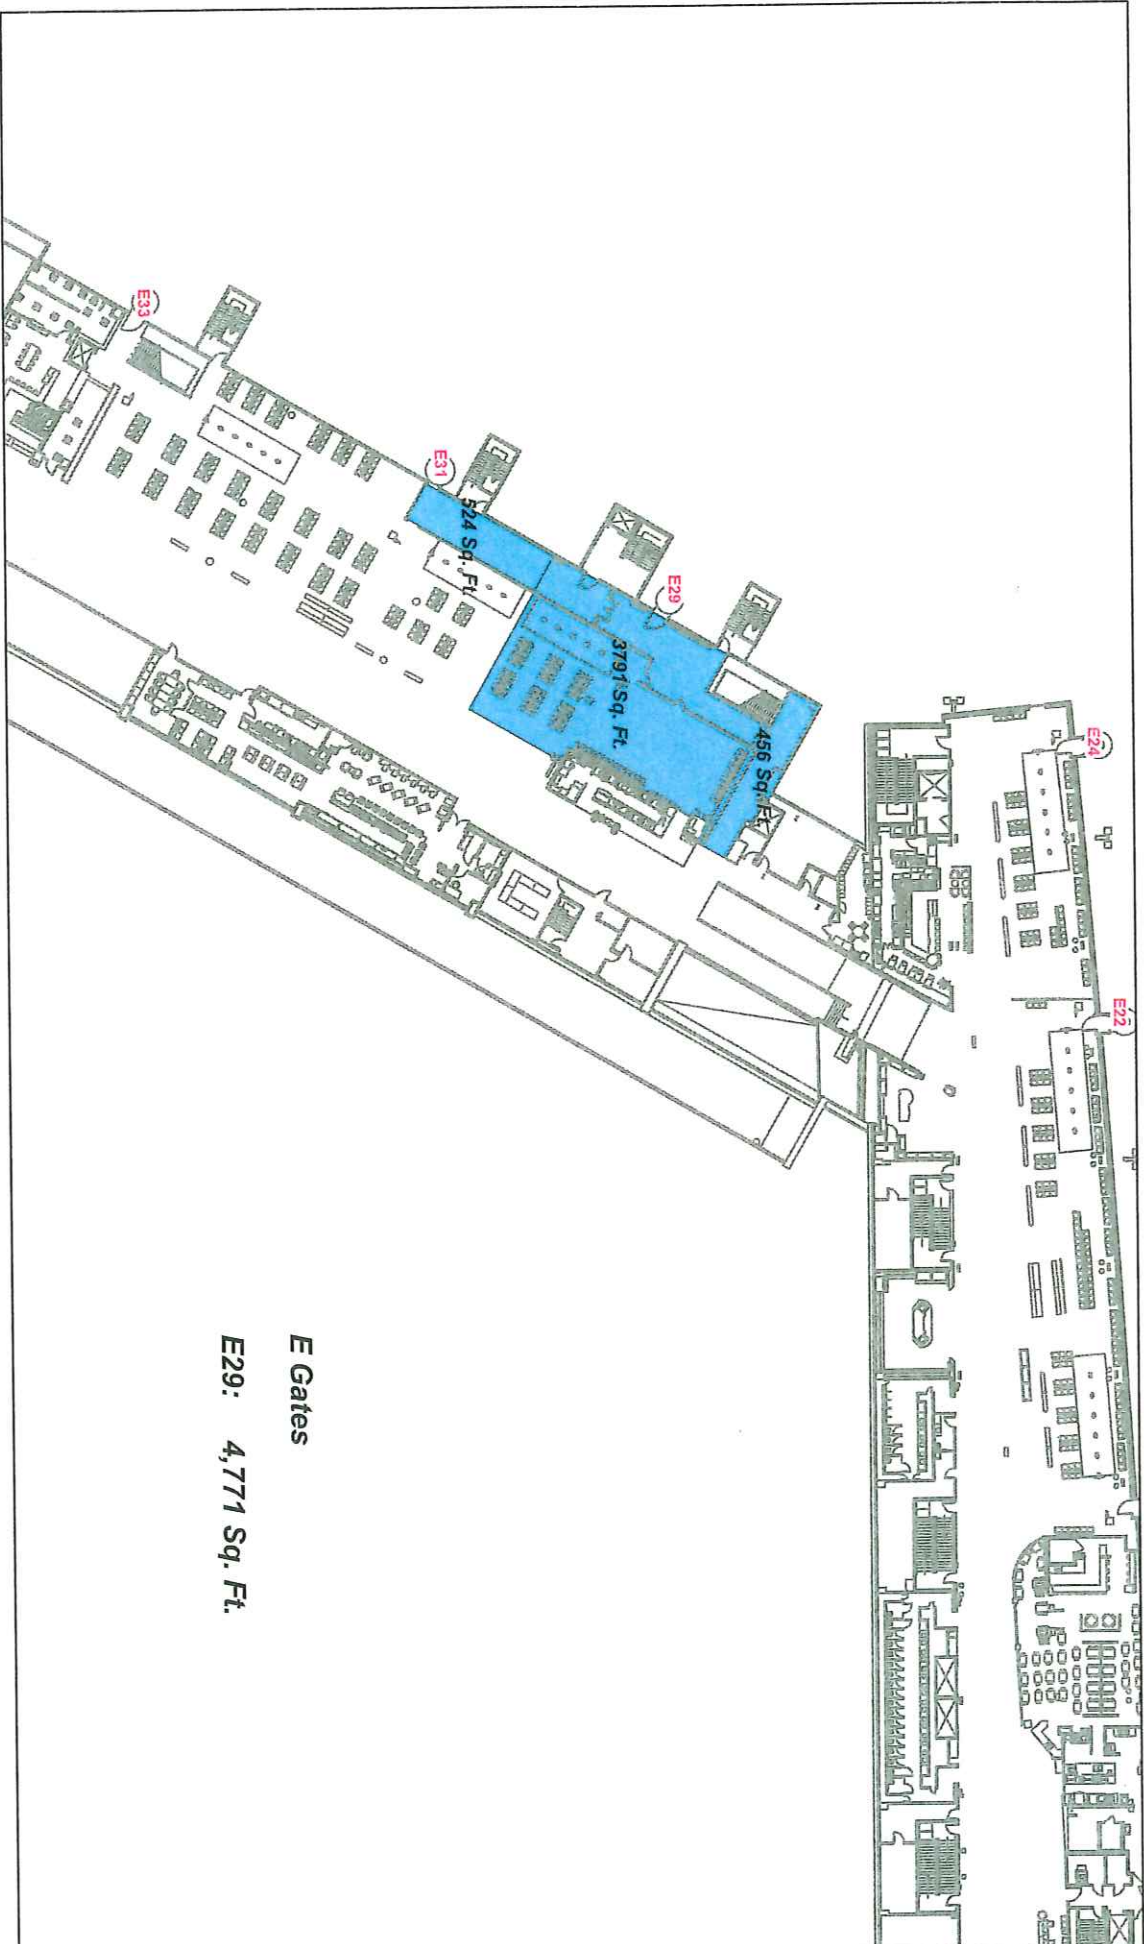 E24
E22
E29
E31
E33
456 Sq. Ft.
3791 Sq. Ft.
524 Sq. Ft.
E Gates
E29: 4,771 Sq. Ft.